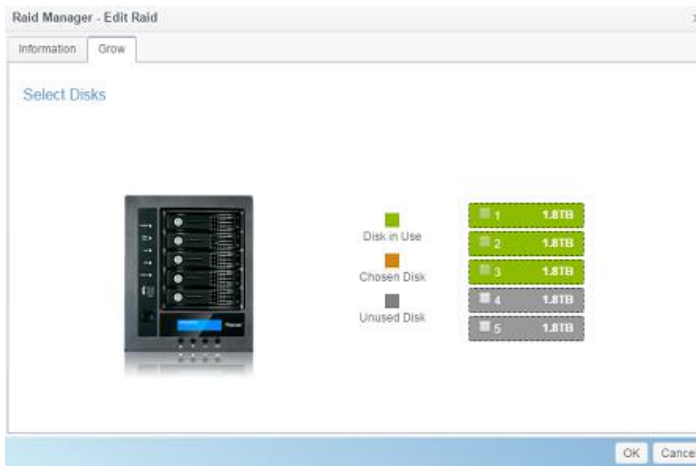 Raid Manager - Edit Raid
Information Grow
Select Disks
Disk in Use
Chosen Disk
Unused Disk
1 1.8TB
2 1.8TB
3 1.8TB
4 1.8TB
5 1.8TB
OK Cancel